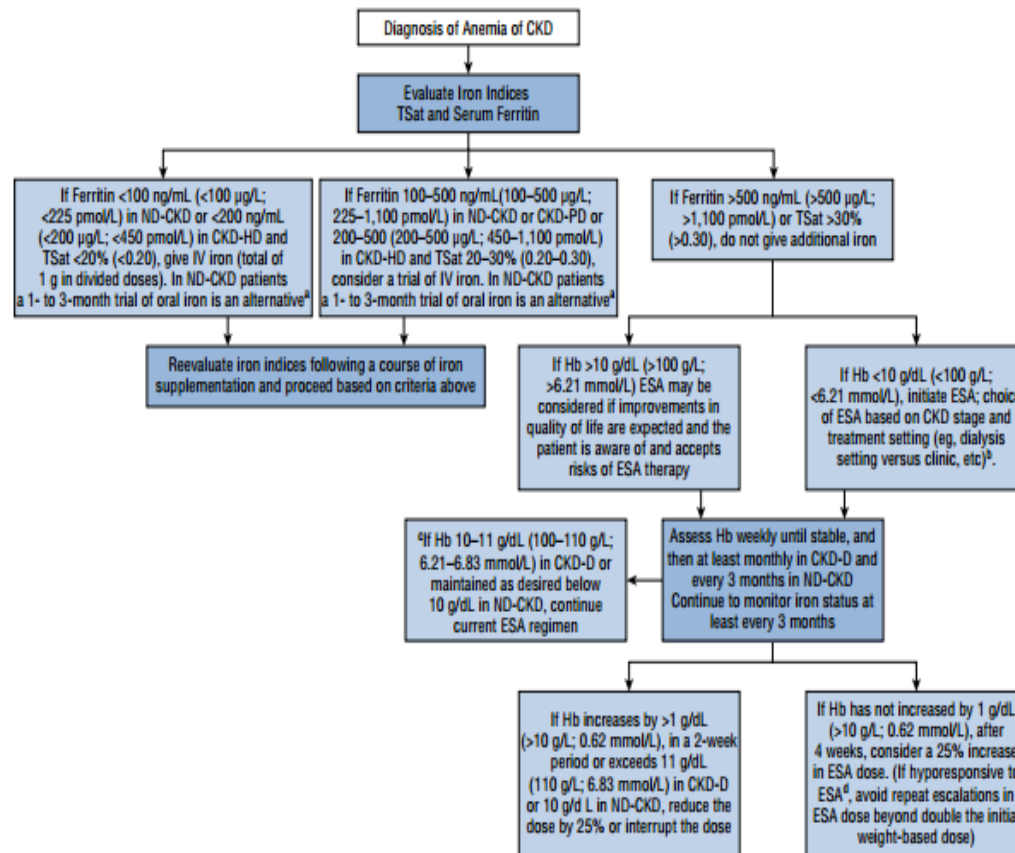 Diagnosis of Anemia of CKD
Evaluate Iron Indices
TSat and Serum Ferritin
If Ferritin <100 ng/mL (<100 µg/L;
<225 pmol/L) in ND-CKD or <200 ng/mL
(<200 µg/L; <450 pmol/L) in CKD-HD and
TSat <20% (<0.20), give IV iron (total of
1 g in divided doses). In ND-CKD patients
a 1- to 3-month trial of oral iron is an alternativeᵃ
If Ferritin 100–500 ng/mL(100–500 µg/L;
225–1,100 pmol/L) in ND-CKD or CKD-PD or
200–500 (200–500 µg/L; 450–1,100 pmol/L)
in CKD-HD and TSat 20–30% (0.20–0.30),
consider a trial of IV iron. In ND-CKD patients
a 1- to 3-month trial of oral iron is an alternativeᵃ
If Ferritin >500 ng/mL (>500 µg/L;
>1,100 pmol/L) or TSat >30%
(>0.30), do not give additional iron
Reevaluate iron indices following a course of iron
supplementation and proceed based on criteria above
If Hb >10 g/dL (>100 g/L;
>6.21 mmol/L) ESA may be
considered if improvements in
quality of life are expected and the
patient is aware of and accepts
risks of ESA therapy
If Hb <10 g/dL (<100 g/L;
<6.21 mmol/L), initiate ESA; choice
of ESA based on CKD stage and
treatment setting (eg, dialysis
setting versus clinic, etc)ᵇ.
ᶜIf Hb 10–11 g/dL (100–110 g/L;
6.21–6.83 mmol/L) in CKD-D or
maintained as desired below
10 g/dL in ND-CKD, continue
current ESA regimen
Assess Hb weekly until stable, and
then at least monthly in CKD-D and
every 3 months in ND-CKD
Continue to monitor iron status at
least every 3 months
If Hb increases by >1 g/dL
(>10 g/L; 0.62 mmol/L), in a 2-week
period or exceeds 11 g/dL
(110 g/L; 6.83 mmol/L) in CKD-D
or 10 g/d L in ND-CKD, reduce the
dose by 25% or interrupt the dose
If Hb has not increased by 1 g/dL
(>10 g/L; 0.62 mmol/L), after
4 weeks, consider a 25% increase
in ESA dose. (If hyporesponsive to
ESAᵈ, avoid repeat escalations in
ESA dose beyond double the initial
weight-based dose)